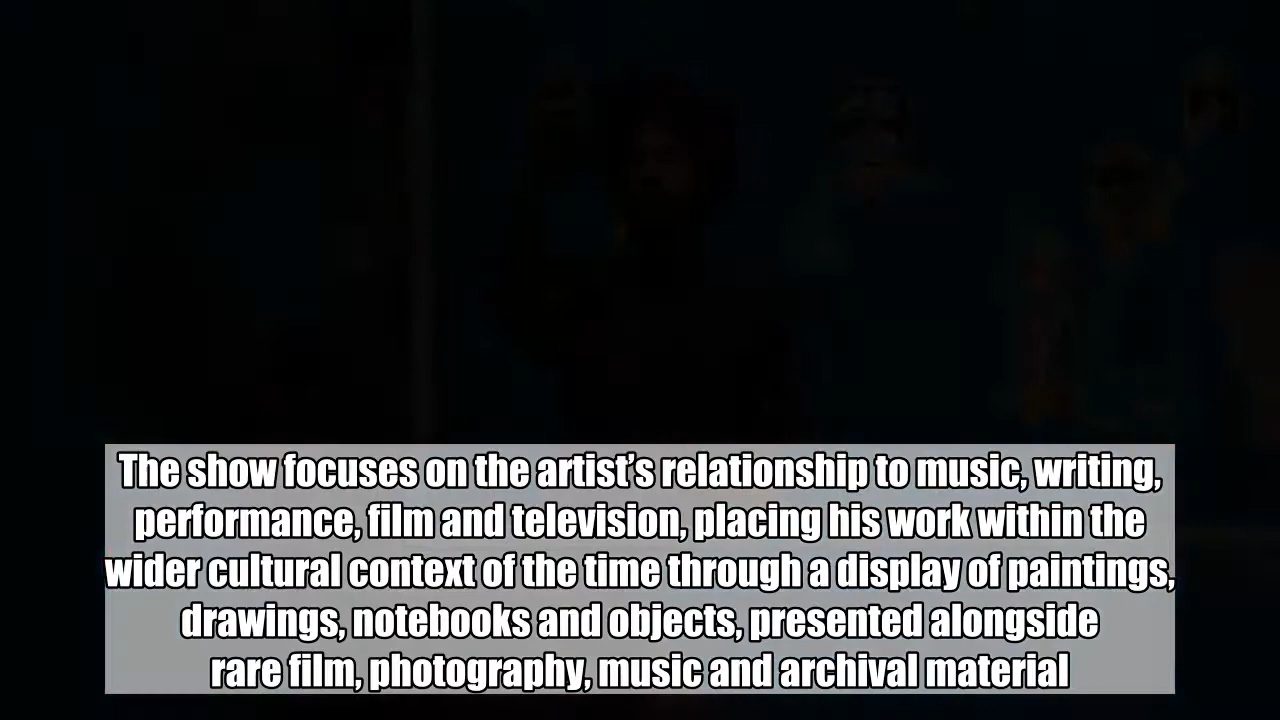 The show focuses on the artist’s relationship to music, writing,
performance, film and television, placing his work within the
wider cultural context of the time through a display of paintings,
drawings, notebooks and objects, presented alongside
rare film, photography, music and archival material